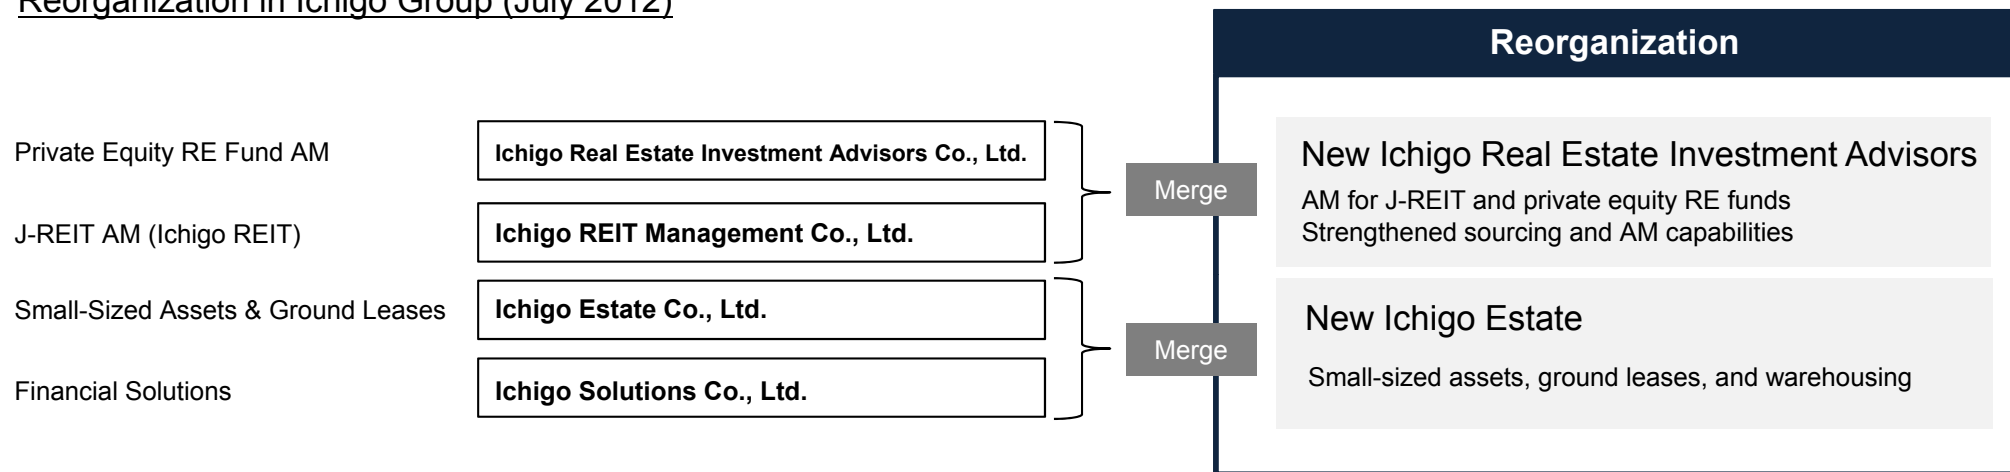 Reorganization in Ichigo Group (July 2012)
Reorganization
Private Equity RE Fund AM
Ichigo Real Estate Investment Advisors Co., Ltd.
J-REIT AM (Ichigo REIT)
Ichigo REIT Management Co., Ltd.
Merge
New Ichigo Real Estate Investment Advisors
AM for J-REIT and private equity RE funds
Strengthened sourcing and AM capabilities
Small-Sized Assets & Ground Leases
Ichigo Estate Co., Ltd.
Financial Solutions
Ichigo Solutions Co., Ltd.
Merge
New Ichigo Estate
Small-sized assets, ground leases, and warehousing